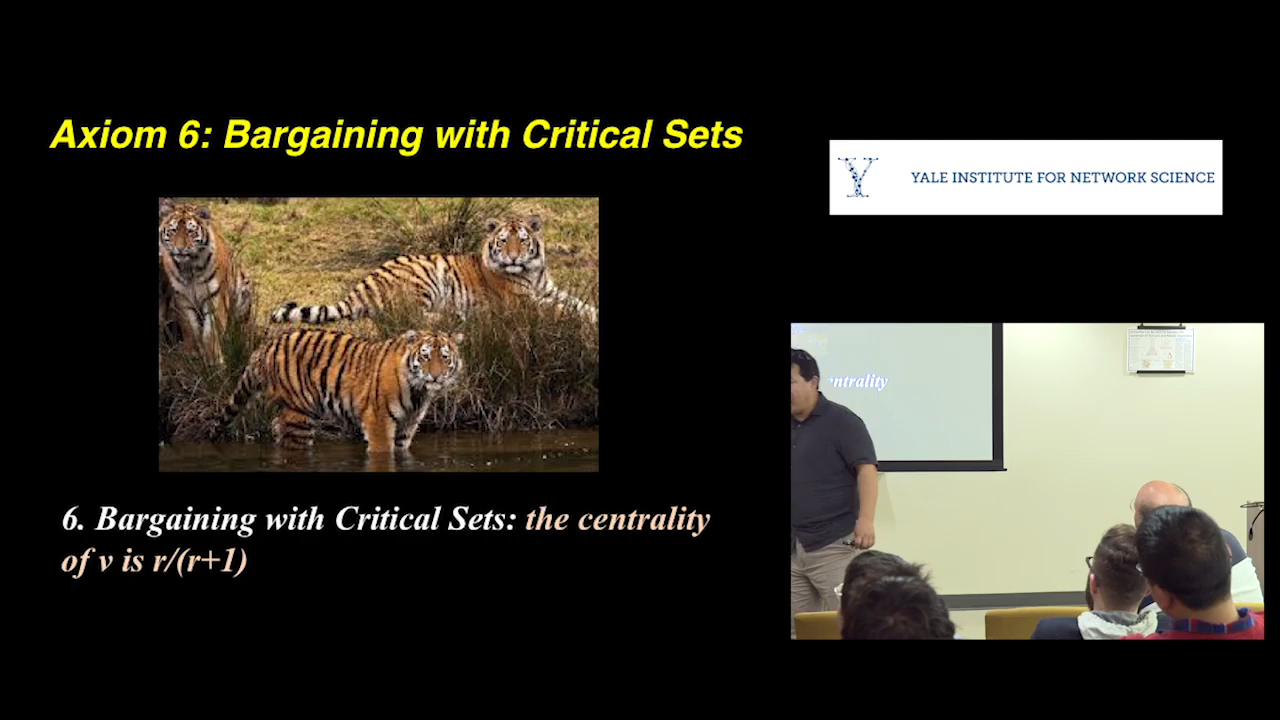 Axiom 6: Bargaining with Critical Sets
YALE INSTITUTE FOR NETWORK SCIENCE
ntrality
6. Bargaining with Critical Sets: the centrality
of v is r/(r+1)